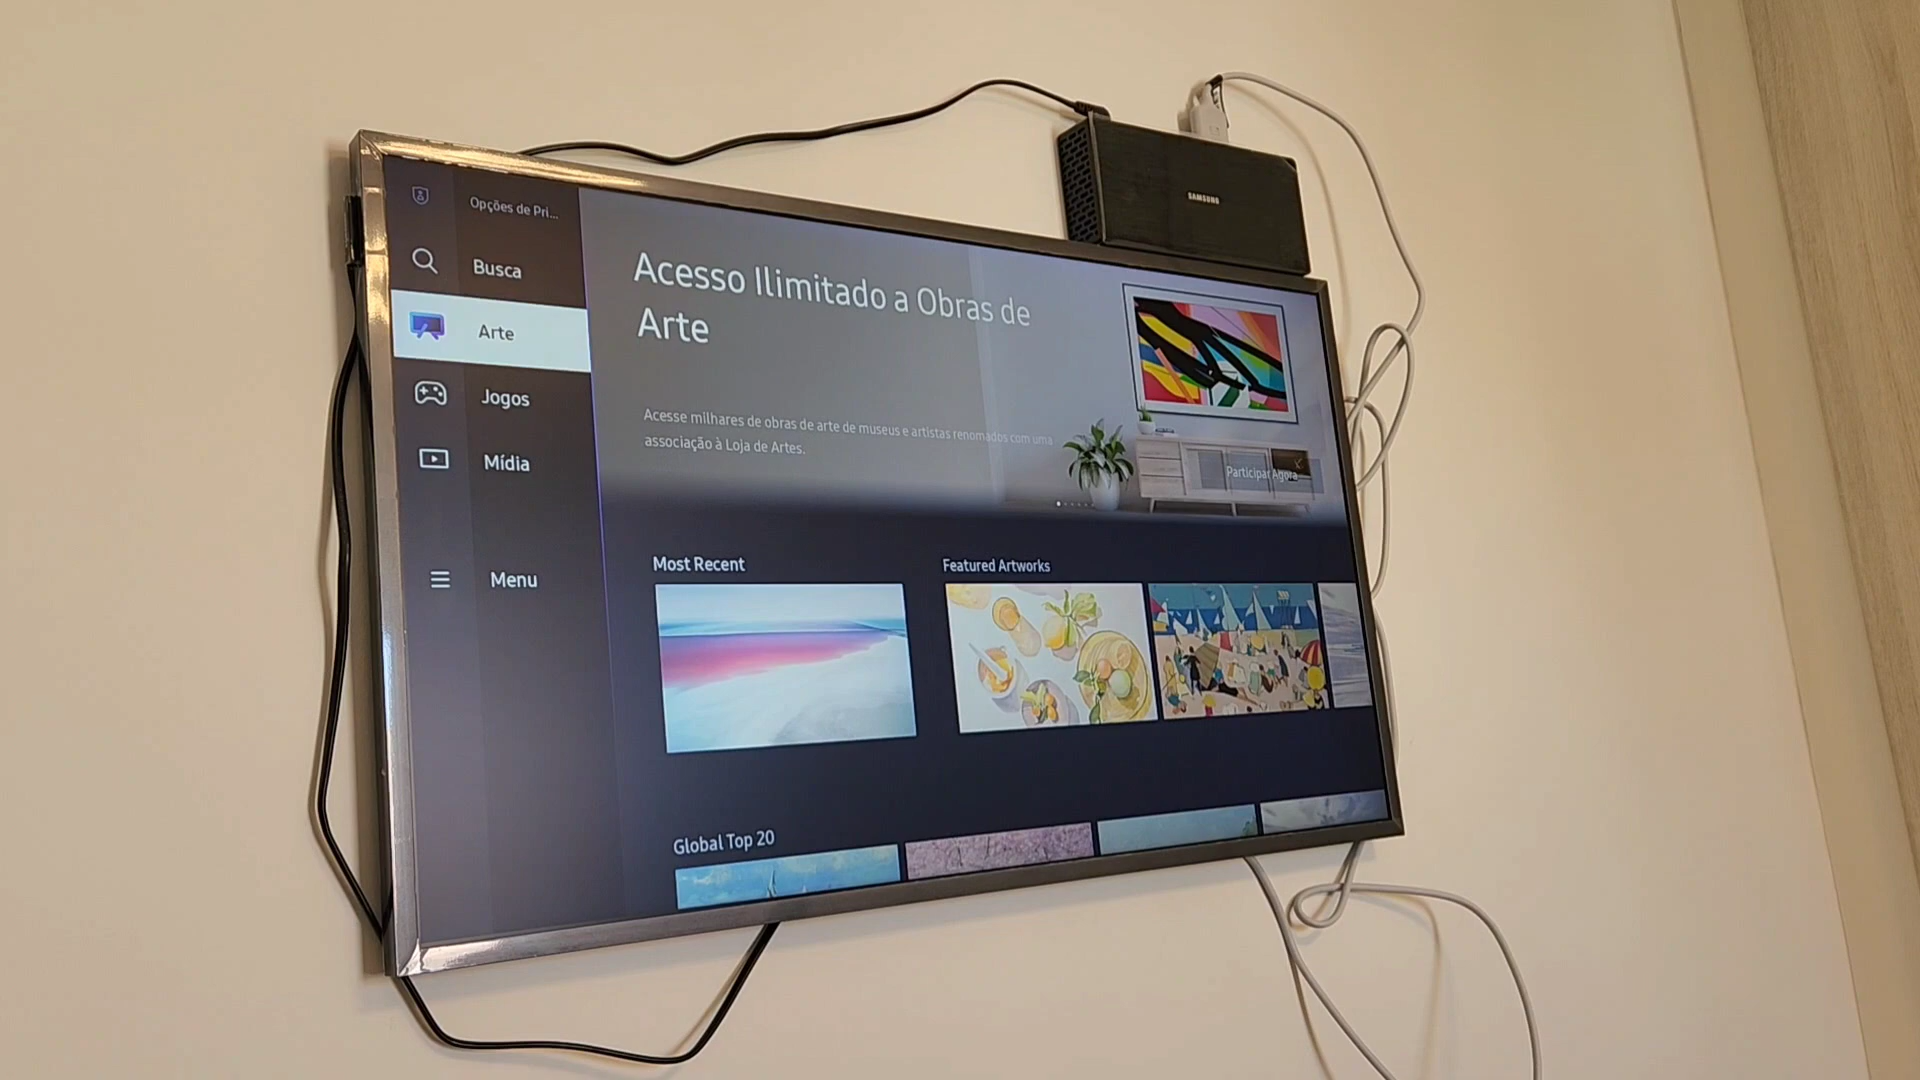 SAMSUNG
Opções de Pri...
Busca
Arte
Jogos
Mídia
Menu
Acesso Ilimitado a Obras de
Arte
Acesse milhares de obras de arte de museus e artistas renomados com uma
associação à Loja de Artes.
Participar Agora
Most Recent
Featured Artworks
Global Top 20